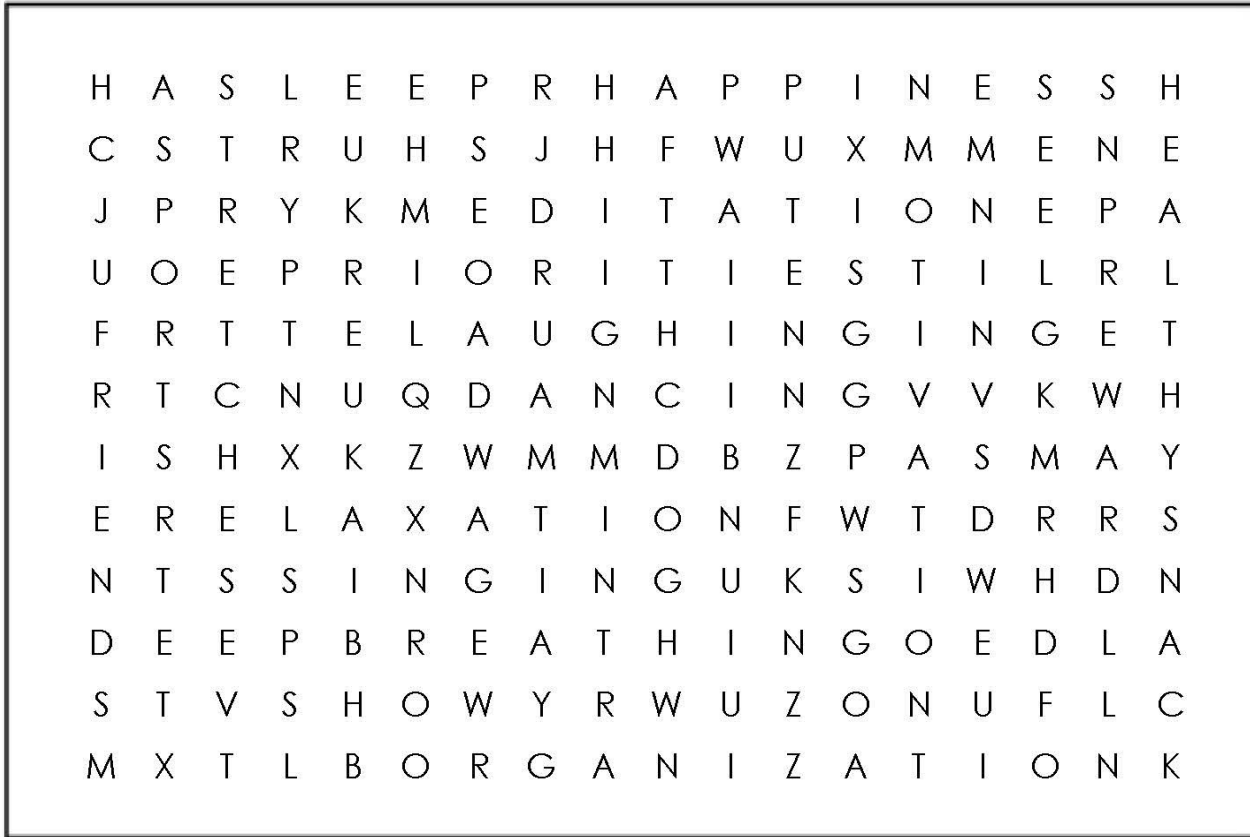 H A S L E E P R H A P P I N E S S H
C S T R U H S J H F W U X M M E N E
J P R Y K M E D I T A T I O N E P A
U O E P R I O R I T I E S T I L R L
F R T T E L A U G H I N G I N G E T
R T C N U Q D A N C I N G V V K W H
I S H X K Z W M M D B Z P A S M A Y
E R E L A X A T I O N F W T D R R S
N T S S I N G I N G U K S I W H D N
D E E P B R E A T H I N G O E D L A
S T V S H O W Y R W U Z O N U F L C
M X T L B O R G A N I Z A T I O N K